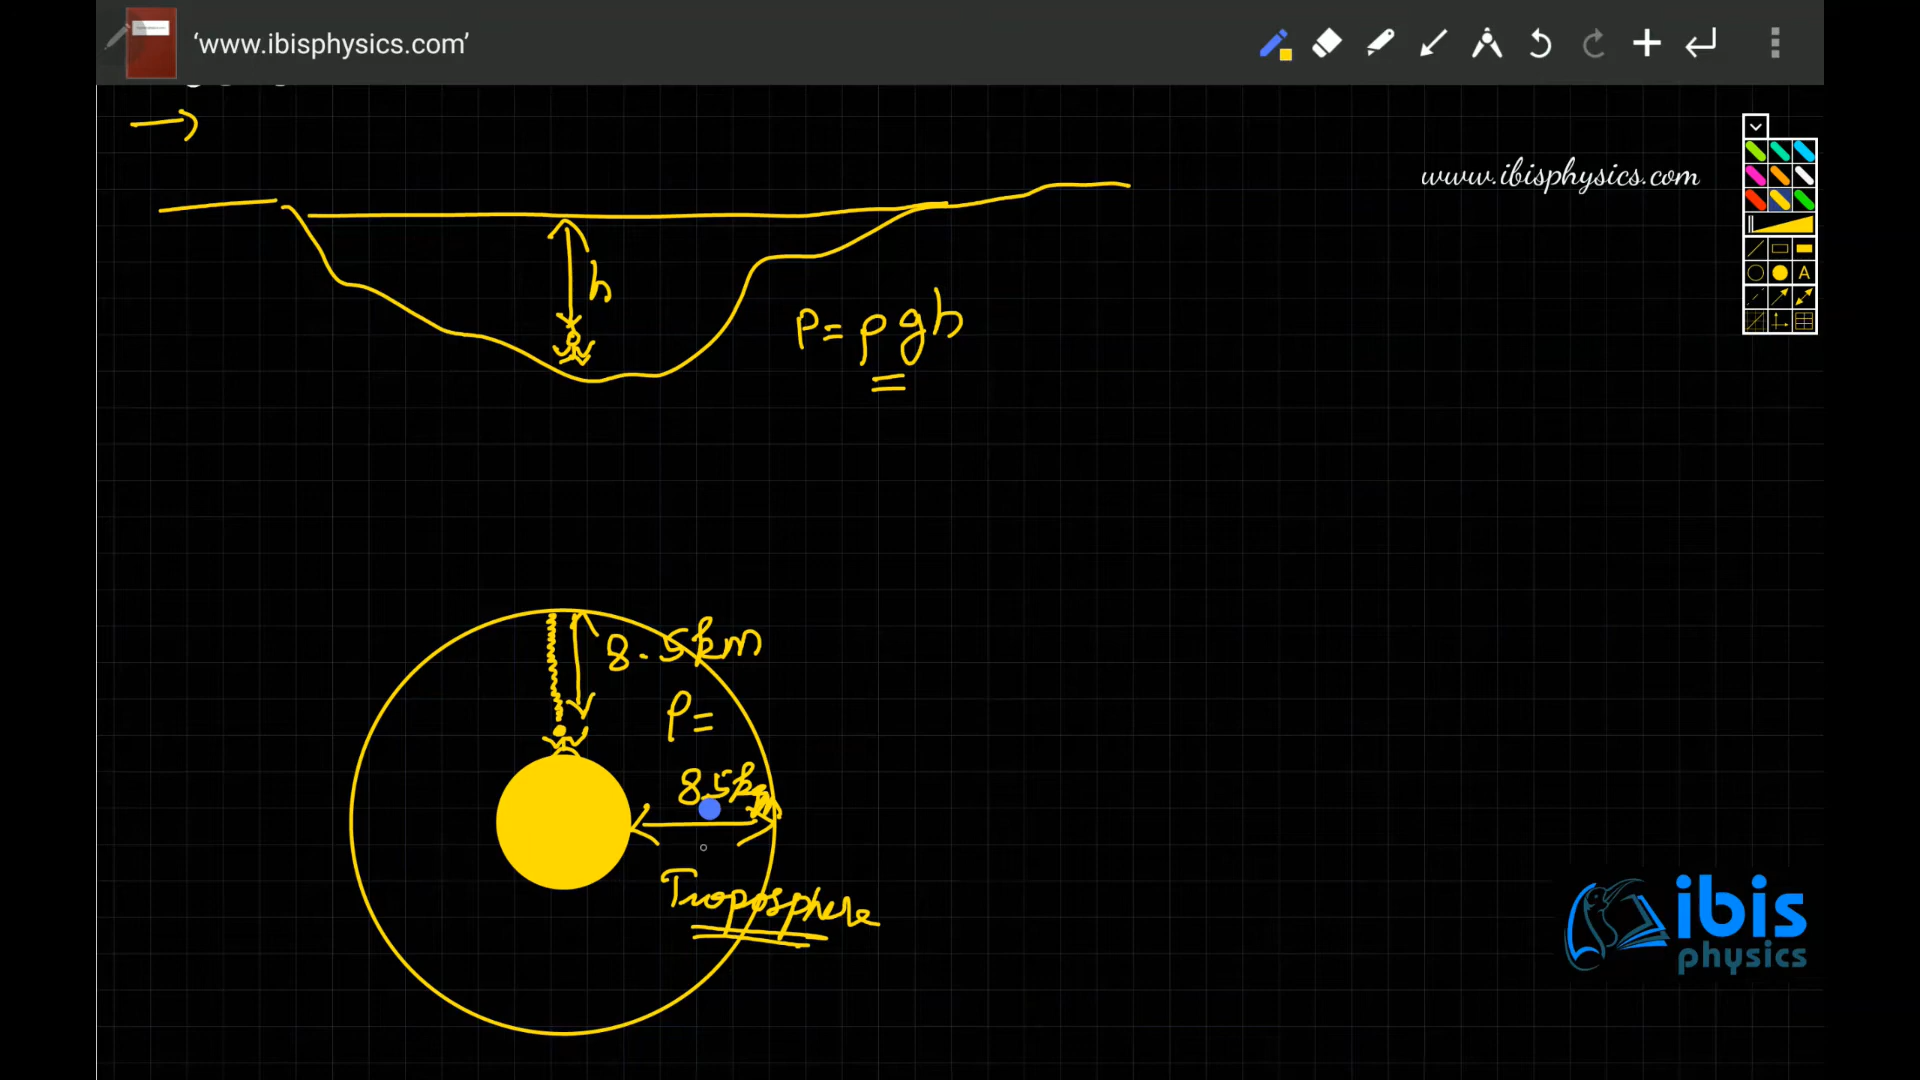 ‘www.ibisphysics.com’
www.ibisphysics.com
A
h
P = ρgh
8.5km
P =
8.5km
Troposphere
ibis
physics